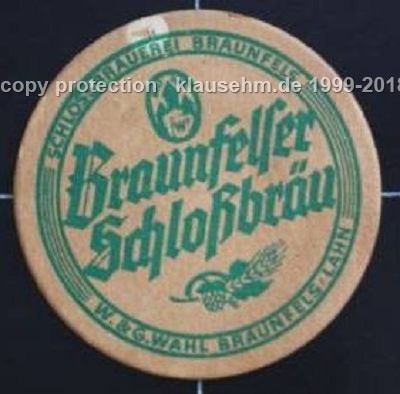 SCHLOSSBRAUEREI BRAUNFELS
copy protection klausehm.de 1999-2018
Braunfelser
Schloßbräu
W. & G. WAHL BRAUNFELS-LAHN